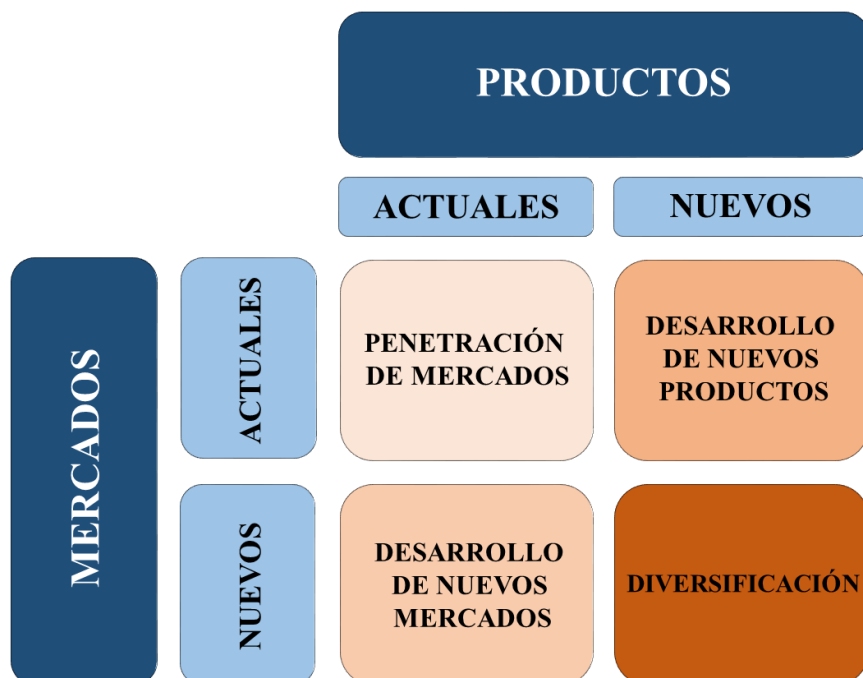 PRODUCTOS
ACTUALES
NUEVOS
MERCADOS
ACTUALES
PENETRACIÓN
DE MERCADOS
DESARROLLO
DE NUEVOS
PRODUCTOS
NUEVOS
DESARROLLO
DE NUEVOS
MERCADOS
DIVERSIFICACIÓN